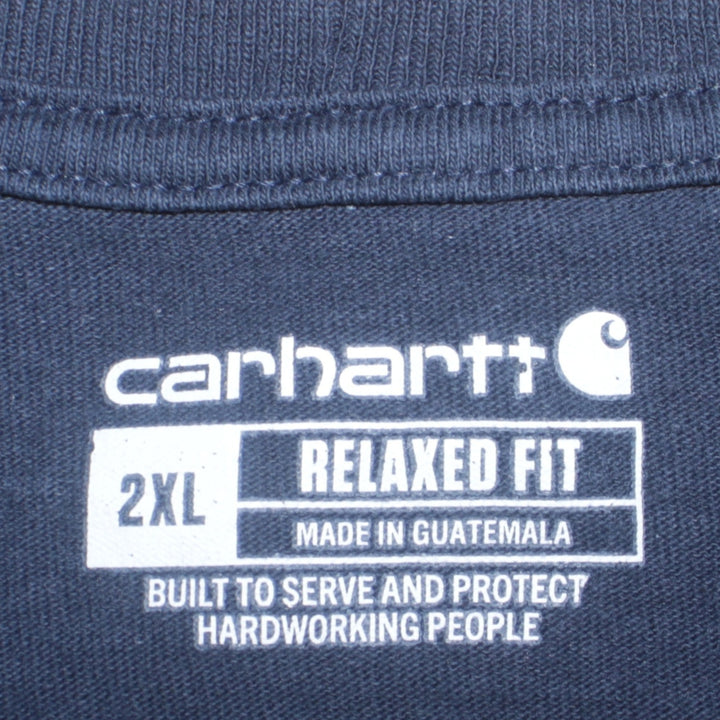 carhartt
2XL
RELAXED FIT
MADE IN GUATEMALA
BUILT TO SERVE AND PROTECT
HARDWORKING PEOPLE